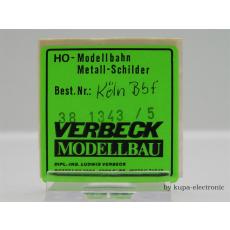 HO-Modellbahn
Metall-Schilder
Best.Nr.: Köln Bbf
38 1343 /5
VERBECK
MODELLBAU
DIPL.-ING. LUDWIG VERBECK
by kupa-electronic